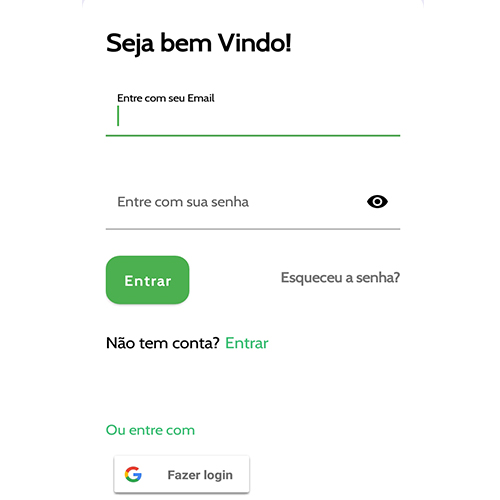 Seja bem Vindo!
Entre com seu Email
Entre com sua senha
Entrar
Esqueceu a senha?
Não tem conta? Entrar
Ou entre com
Fazer login